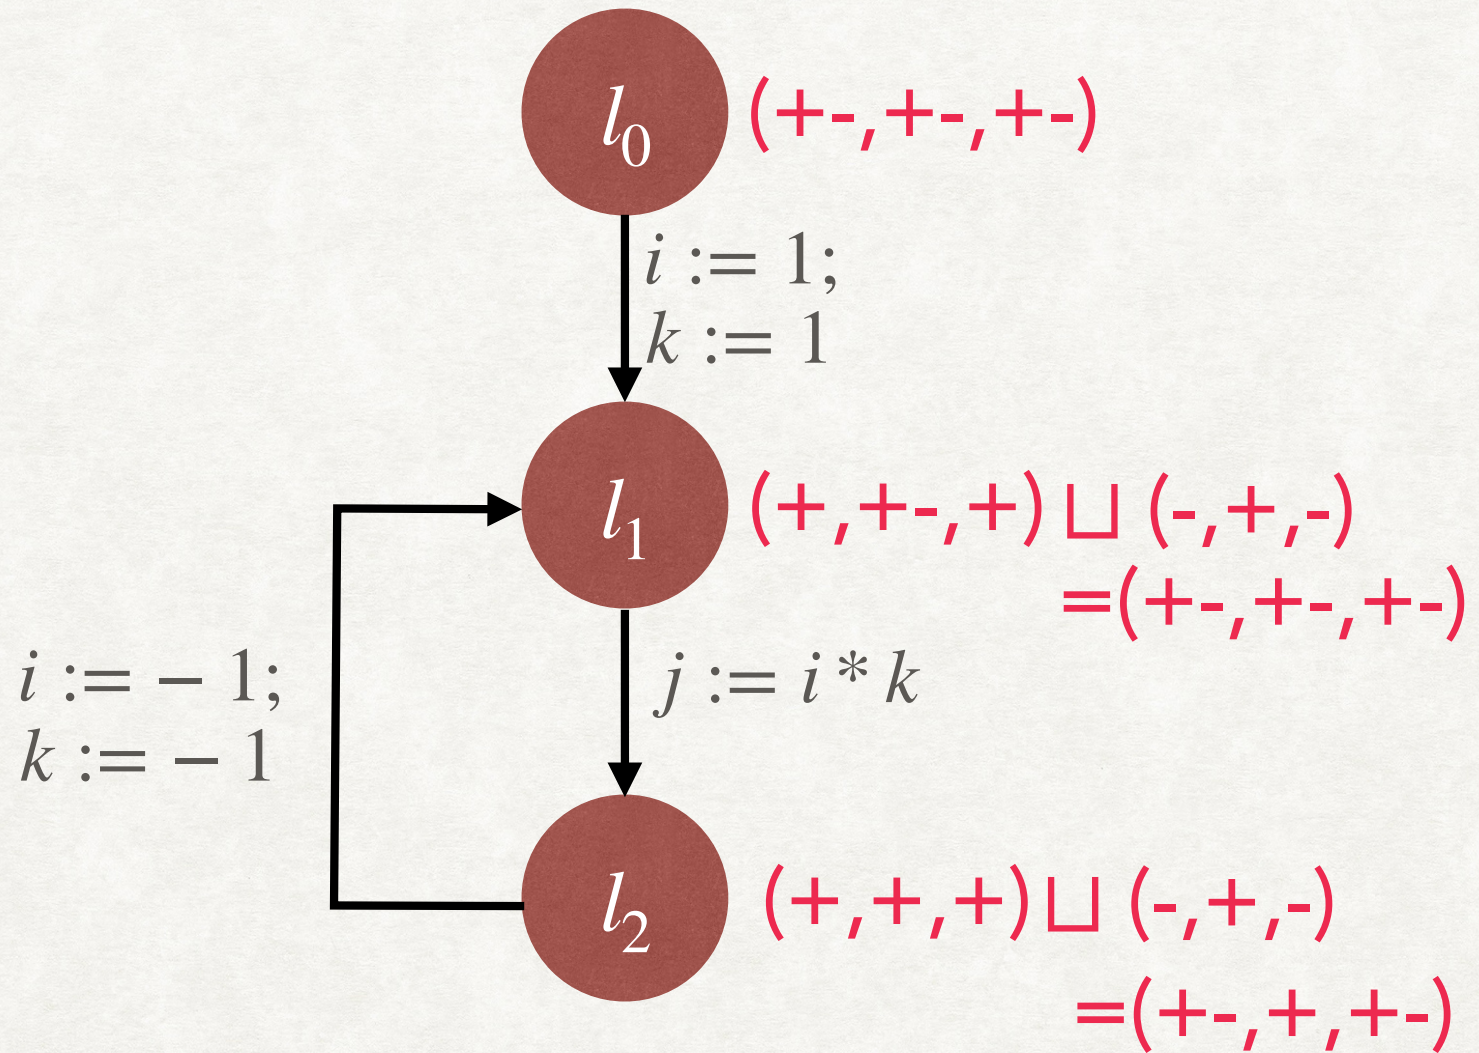 l₀ (+-,+-,+-)
i := 1;
k := 1
l₁ (+,+-,+) ⊔ (-,+,-)
=(+-,+-,+-)
i := − 1;
k := − 1
j := i * k
l₂ (+,+,+) ⊔ (-,+,-)
=(+-,+,+-)